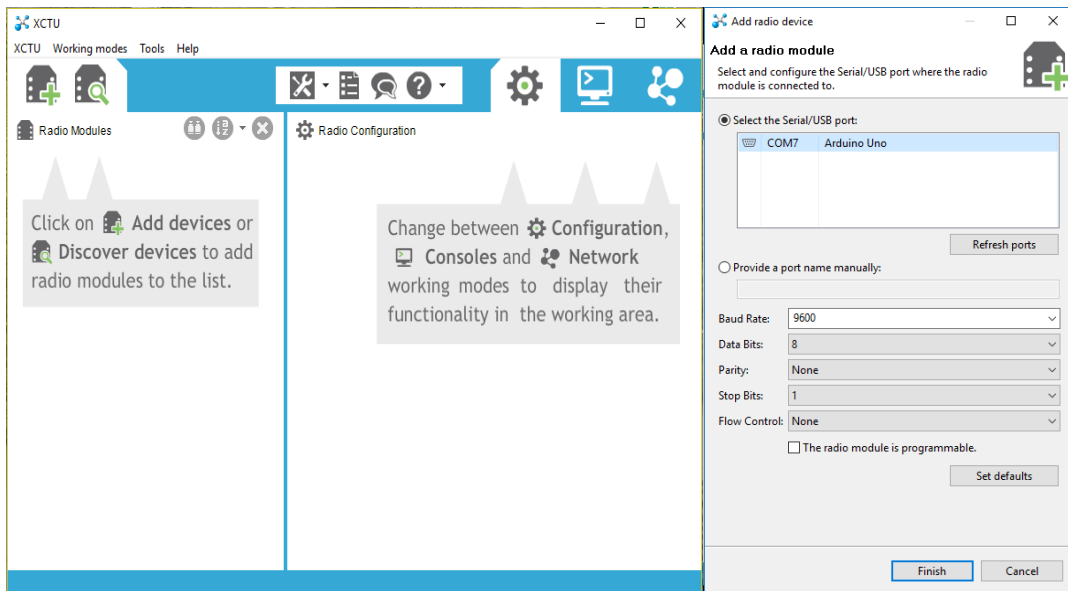 XCTU
XCTU Working modes Tools Help
Radio Modules
Radio Configuration
Click on Add devices or
Discover devices to add
radio modules to the list.
Change between Configuration,
Consoles and Network
working modes to display their
functionality in the working area.
Add radio device
Add a radio module
Select and configure the Serial/USB port where the radio
module is connected to.
Select the Serial/USB port:
COM7 Arduino Uno
Refresh ports
Provide a port name manually:
Baud Rate: 9600
Data Bits: 8
Parity: None
Stop Bits: 1
Flow Control: None
The radio module is programmable.
Set defaults
Finish Cancel